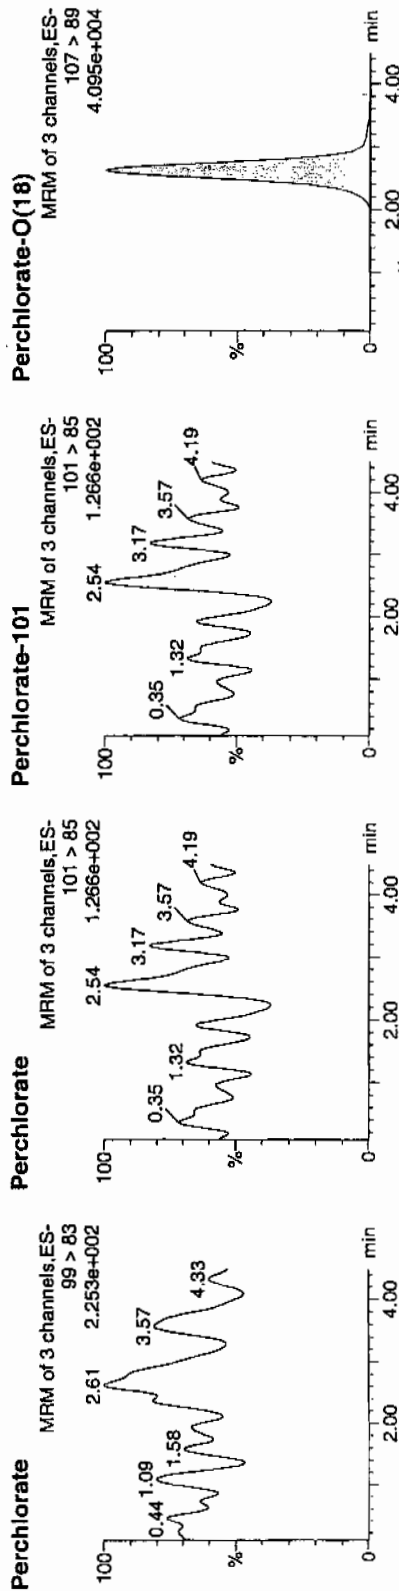 Perchlorate
MRM of 3 channels,ES-
99 > 83
2.253e+002
100
%
0
0.44
1.09
1.58
2.61
3.57
4.33
2.00
4.00
min
Perchlorate
MRM of 3 channels,ES-
101 > 85
1.266e+002
100
%
0
0.35
1.32
2.54
3.17
3.57
4.19
2.00
4.00
min
Perchlorate-101
MRM of 3 channels,ES-
101 > 85
1.266e+002
100
%
0
0.35
1.32
2.54
3.17
3.57
4.19
2.00
4.00
min
Perchlorate-O(18)
MRM of 3 channels,ES-
107 > 89
4.095e+004
100
%
0
2.00
4.00
min